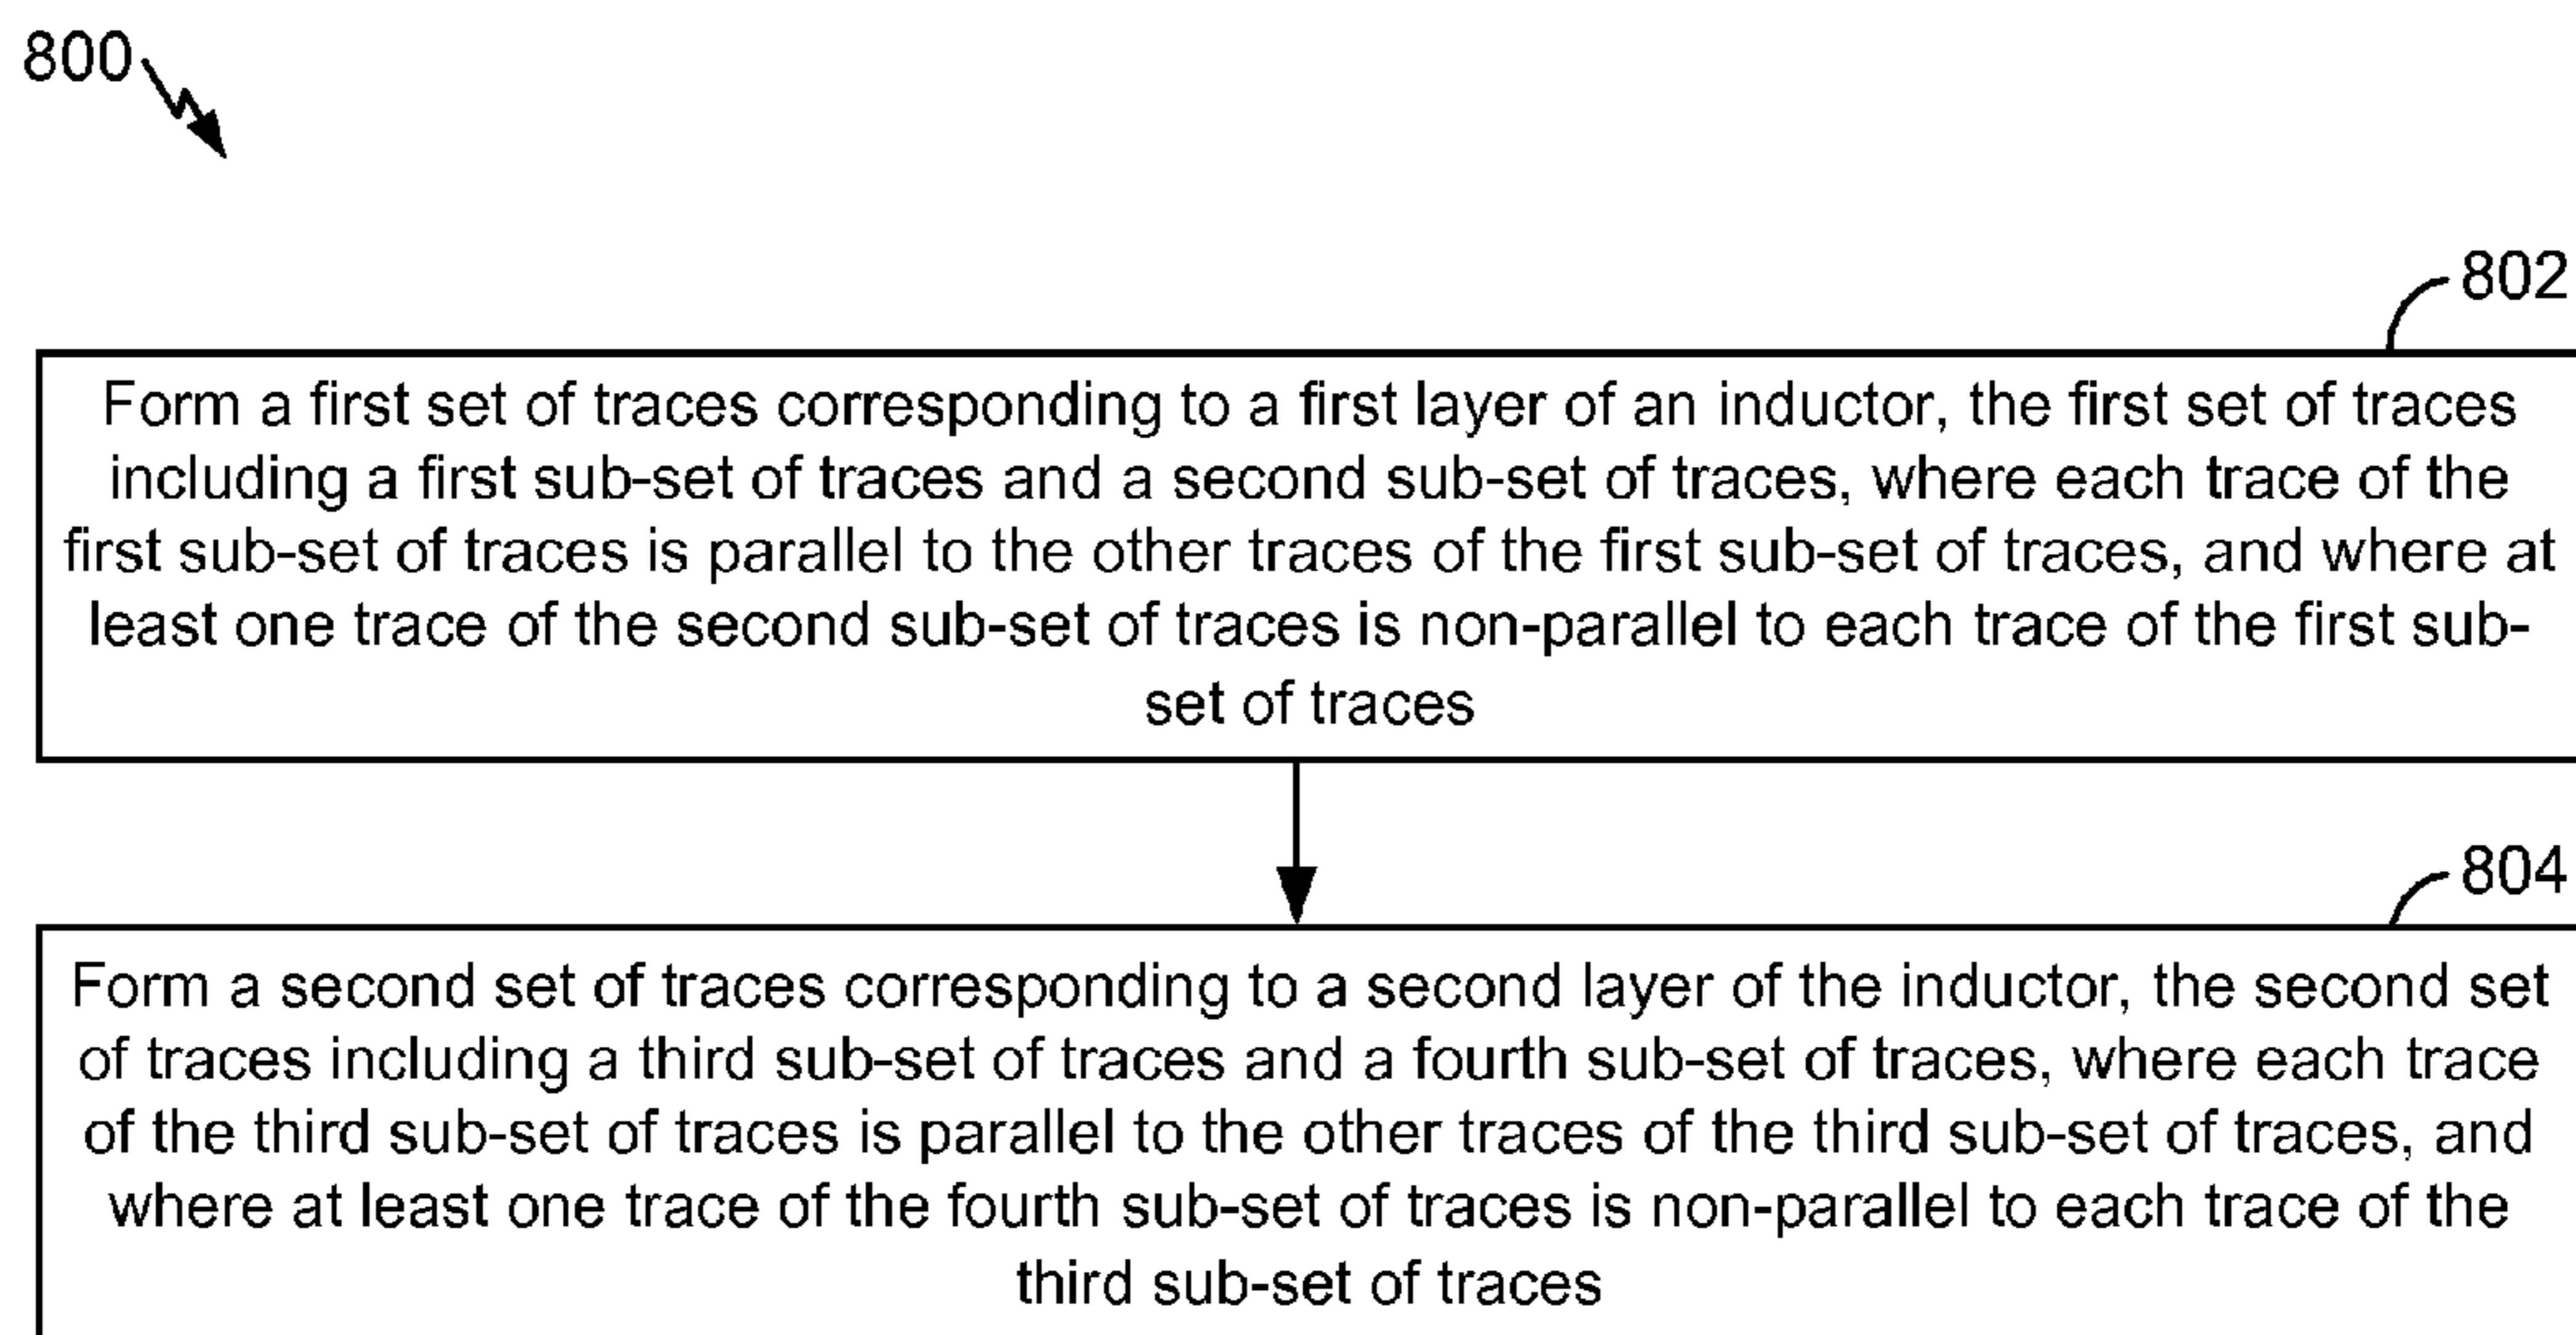 800
802
Form a first set of traces corresponding to a first layer of an inductor, the first set of traces
including a first sub-set of traces and a second sub-set of traces, where each trace of the
first sub-set of traces is parallel to the other traces of the first sub-set of traces, and where at
least one trace of the second sub-set of traces is non-parallel to each trace of the first sub-
set of traces
804
Form a second set of traces corresponding to a second layer of the inductor, the second set
of traces including a third sub-set of traces and a fourth sub-set of traces, where each trace
of the third sub-set of traces is parallel to the other traces of the third sub-set of traces, and
where at least one trace of the fourth sub-set of traces is non-parallel to each trace of the
third sub-set of traces